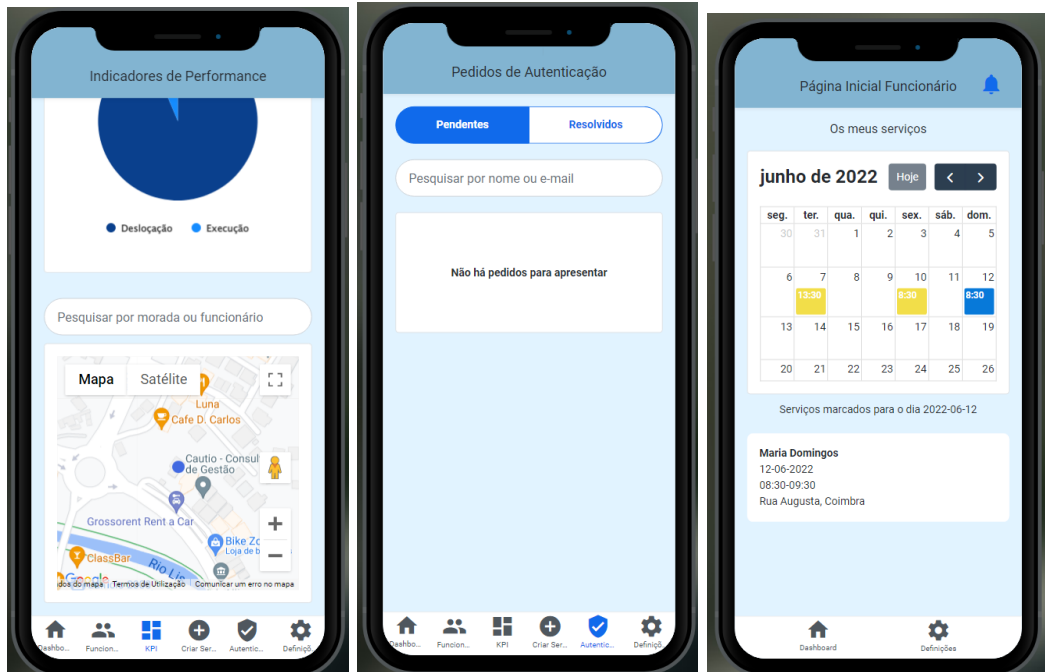 Indicadores de Performance
Deslocação
Execução
Pesquisar por morada ou funcionário
Mapa
Satélite
Luna
Cafe D. Carlos
Cautio - Consul
de Gestão
Grossorent Rent a Car
Bike Zo
Loja de b
ClassBar
Rio Lis
Google
dos do mapa
Termos de Utilização
Comunicar um erro no mapa
Dashbo...
Funcion...
KPI
Criar Ser...
Autentic...
Definiçõ...
Pedidos de Autenticação
Pendentes
Resolvidos
Pesquisar por nome ou e-mail
Não há pedidos para apresentar
Dashbo...
Funcion...
KPI
Criar Ser...
Autentic...
Definiçõ...
Página Inicial Funcionário
Os meus serviços
junho de 2022
Hoje
seg. ter. qua. qui. sex. sáb. dom.
30 31 1 2 3 4 5
6 7 8 9 10 11 12
13:30 8:30 8:30
13 14 15 16 17 18 19
20 21 22 23 24 25 26
Serviços marcados para o dia 2022-06-12
Maria Domingos
12-06-2022
08:30-09:30
Rua Augusta, Coimbra
Dashboard
Definições